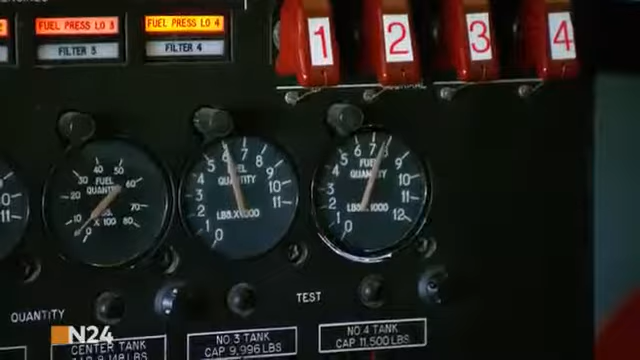 FUEL PRESS LO 3
FILTER 3
FUEL PRESS LO 4
FILTER 4
1
2
3
4
10
11
0
10
20
30
40
50
60
70
80
FUEL
QUANTITY
X 100
0
1
2
3
4
5
6
7
8
9
10
11
QUANTITY
LBS.X1000
0
1
2
3
4
5
6
7
8
9
10
11
12
FUEL
QUANTITY
LBS.X1000
QUANTITY
TEST
N24
CENTER TANK
NO 3 TANK
CAP 9,996 LBS
NO 4 TANK
CAP 11,500 LBS